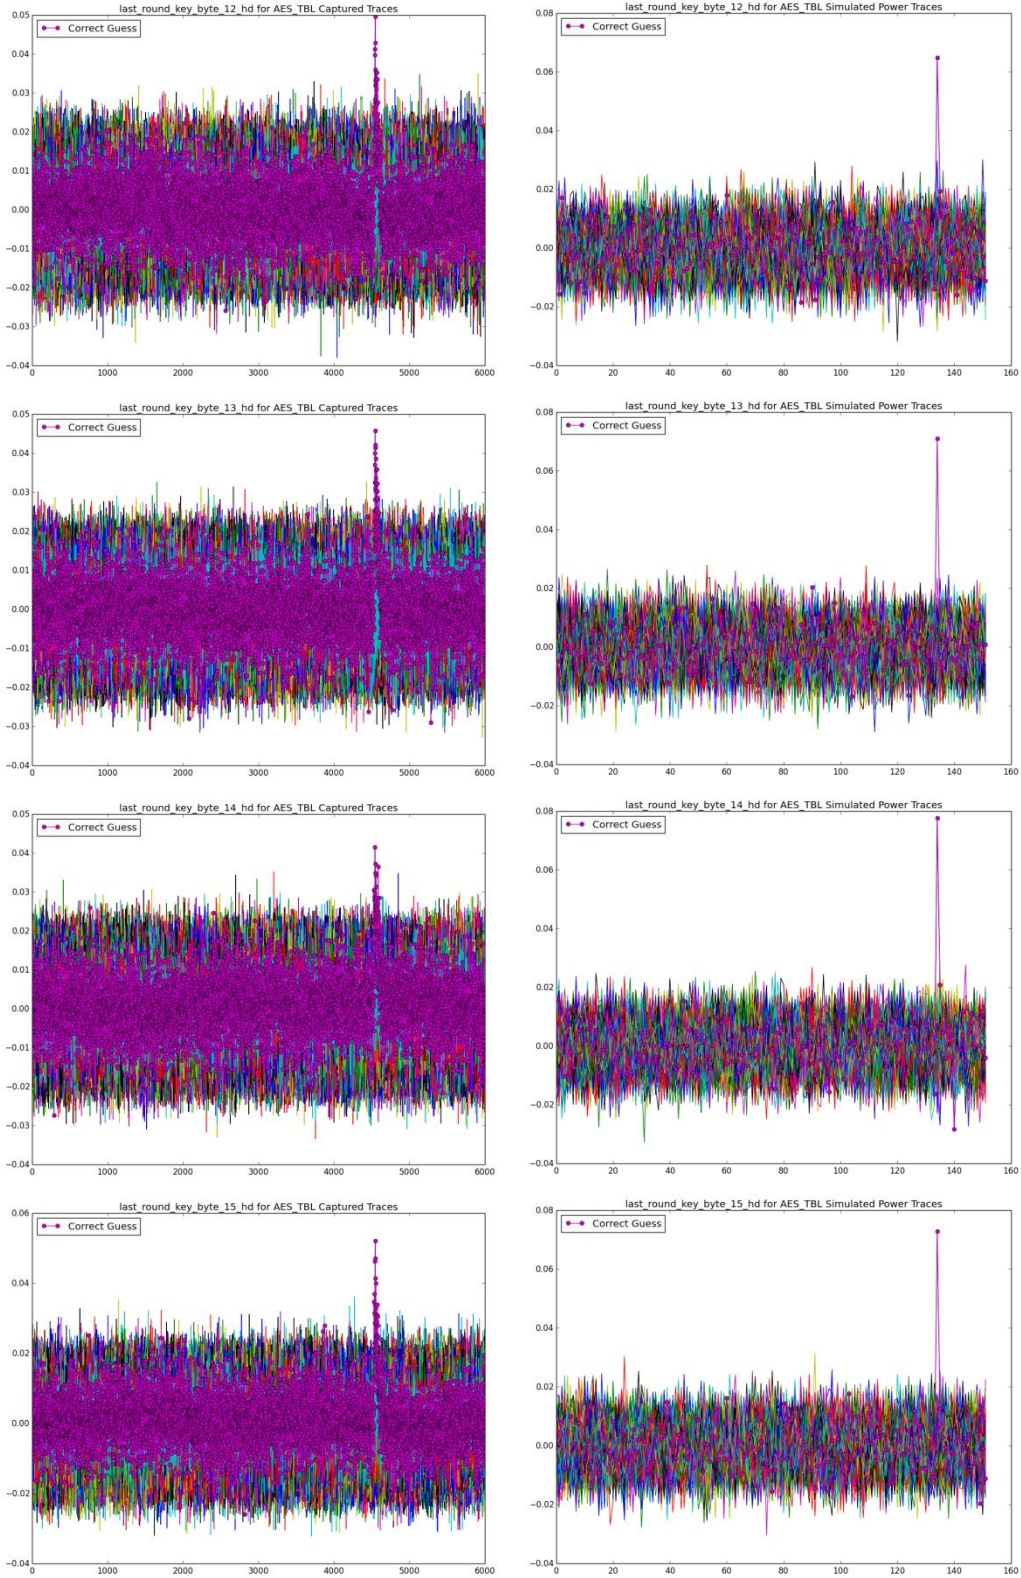 last_round_key_byte_12_hd for AES_TBL Captured Traces
Correct Guess
0.05
0.04
0.03
0.02
0.01
0.00
−0.01
−0.02
−0.03
−0.04
0 1000 2000 3000 4000 5000 6000
last_round_key_byte_12_hd for AES_TBL Simulated Power Traces
Correct Guess
0.08
0.06
0.04
0.02
0.00
−0.02
−0.04
0 20 40 60 80 100 120 140 160
last_round_key_byte_13_hd for AES_TBL Captured Traces
Correct Guess
0.05
0.04
0.03
0.02
0.01
0.00
−0.01
−0.02
−0.03
−0.04
0 1000 2000 3000 4000 5000 6000
last_round_key_byte_13_hd for AES_TBL Simulated Power Traces
Correct Guess
0.08
0.06
0.04
0.02
0.00
−0.02
−0.04
0 20 40 60 80 100 120 140 160
last_round_key_byte_14_hd for AES_TBL Captured Traces
Correct Guess
0.05
0.04
0.03
0.02
0.01
0.00
−0.01
−0.02
−0.03
−0.04
0 1000 2000 3000 4000 5000 6000
last_round_key_byte_14_hd for AES_TBL Simulated Power Traces
Correct Guess
0.08
0.06
0.04
0.02
0.00
−0.02
−0.04
0 20 40 60 80 100 120 140 160
last_round_key_byte_15_hd for AES_TBL Captured Traces
Correct Guess
0.06
0.04
0.02
0.00
−0.02
−0.04
0 1000 2000 3000 4000 5000 6000
last_round_key_byte_15_hd for AES_TBL Simulated Power Traces
Correct Guess
0.08
0.06
0.04
0.02
0.00
−0.02
−0.04
0 20 40 60 80 100 120 140 160